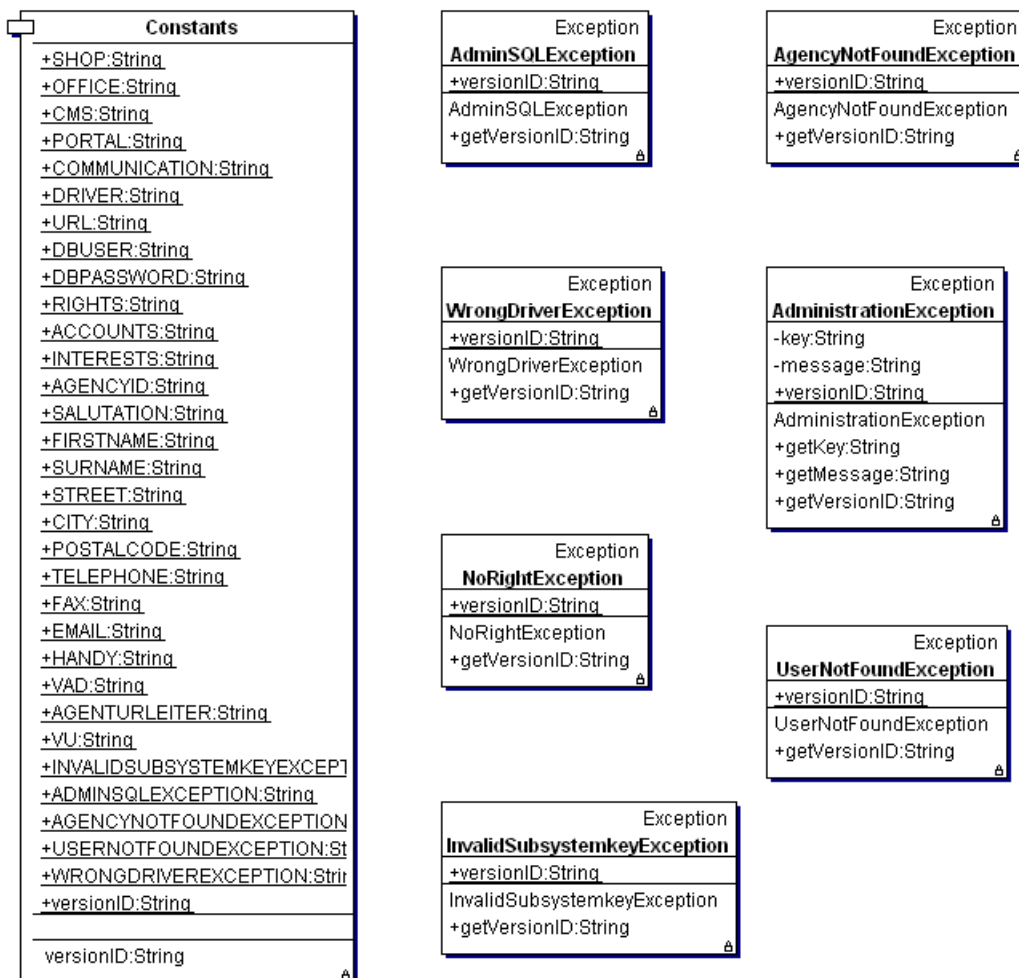 Constants
+SHOP:String
+OFFICE:String
+CMS:String
+PORTAL:String
+COMMUNICATION:String
+DRIVER:String
+URL:String
+DBUSER:String
+DBPASSWORD:String
+RIGHTS:String
+ACCOUNTS:String
+INTERESTS:String
+AGENCYID:String
+SALUTATION:String
+FIRSTNAME:String
+SURNAME:String
+STREET:String
+CITY:String
+POSTALCODE:String
+TELEPHONE:String
+FAX:String
+EMAIL:String
+HANDY:String
+VAD:String
+AGENTURLEITER:String
+VU:String
+INVALIDSUBSYSTEMKEYEXCEPT
+ADMINSQLEXCEPTION:String
+AGENCYNOTFOUNDEXCEPTION
+USERNOTFOUNDEXCEPTION:St
+WRONGDRIVEREXCEPTION:Strin
+versionID:String
versionID:String
Exception
AdminSQLException
+versionID:String
AdminSQLException
+getVersionID:String
Exception
WrongDriverException
+versionID:String
WrongDriverException
+getVersionID:String
Exception
NoRightException
+versionID:String
NoRightException
+getVersionID:String
Exception
InvalidSubsystemkeyException
+versionID:String
InvalidSubsystemkeyException
+getVersionID:String
Exception
AgencyNotFoundException
+versionID:String
AgencyNotFoundException
+getVersionID:String
Exception
AdministrationException
-key:String
-message:String
+versionID:String
AdministrationException
+getKey:String
+getMessage:String
+getVersionID:String
Exception
UserNotFoundException
+versionID:String
UserNotFoundException
+getVersionID:String